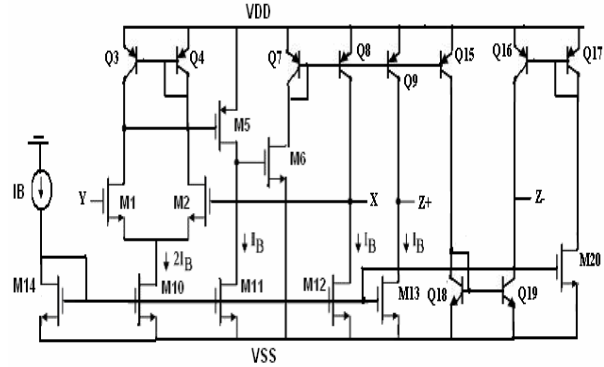 VDD
Q3 Q4 Q7 Q8 Q9 Q15 Q16 Q17
M5
M6
IB
Y M1 M2 X Z+ Z-
2IB IB IB IB
M14 M10 M11 M12 M13 Q18 Q19 M20
VSS